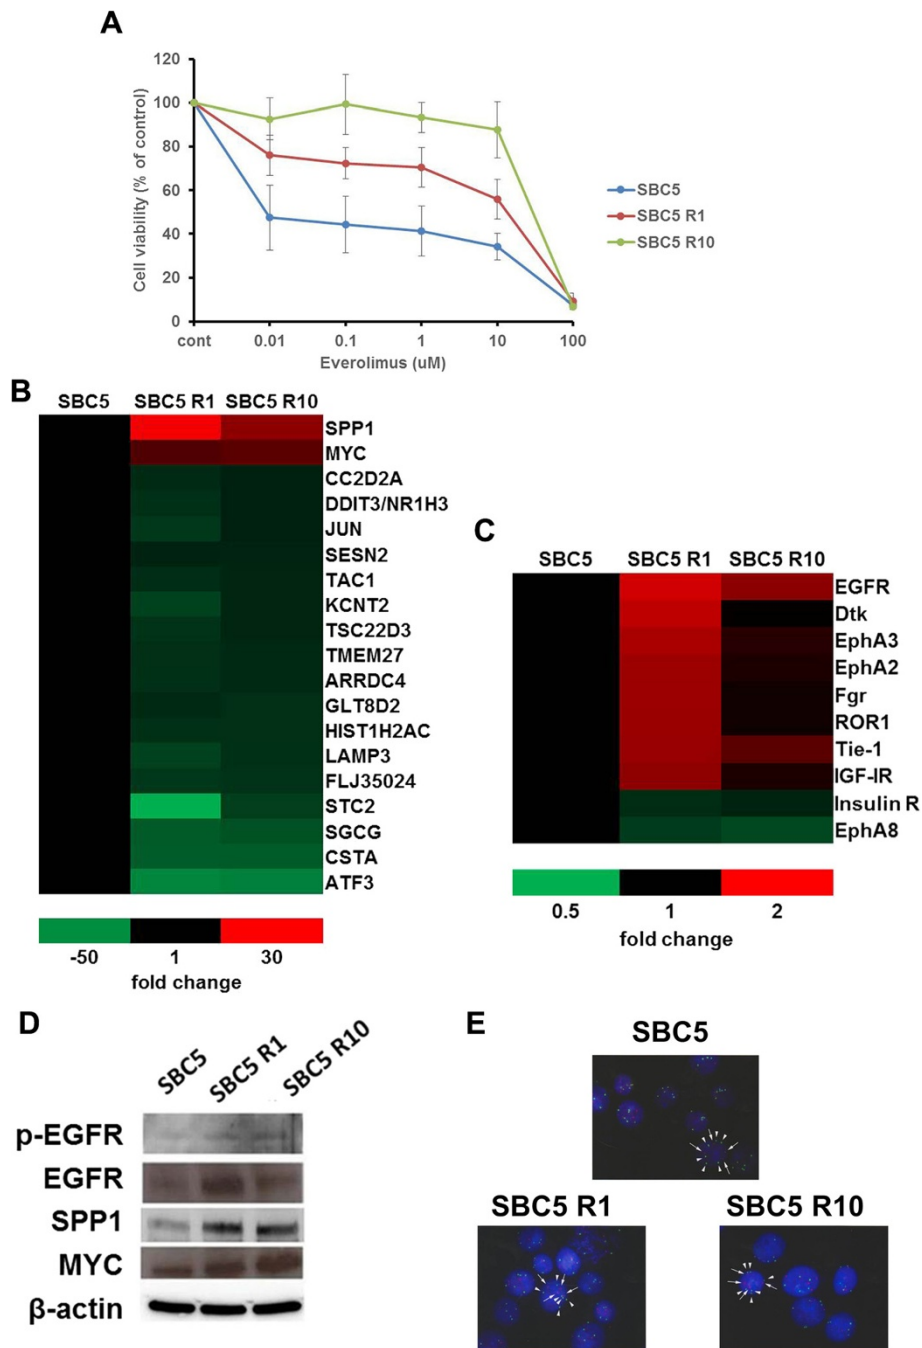 A
120
100
80
60
40
20
0
Cell viability (% of control)
cont 0.01 0.1 1 10 100
Everolimus (uM)
SBC5
SBC5 R1
SBC5 R10
B
SBC5 SBC5 R1 SBC5 R10
SPP1
MYC
CC2D2A
DDIT3/NR1H3
JUN
SESN2
TAC1
KCNT2
TSC22D3
TMEM27
ARRDC4
GLT8D2
HIST1H2AC
LAMP3
FLJ35024
STC2
SGCG
CSTA
ATF3
-50 1 30
fold change
C
SBC5 SBC5 R1 SBC5 R10
EGFR
Dtk
EphA3
EphA2
Fgr
ROR1
Tie-1
IGF-IR
Insulin R
EphA8
0.5 1 2
fold change
D
SBC5 SBC5 R1 SBC5 R10
p-EGFR
EGFR
SPP1
MYC
β-actin
E
SBC5
SBC5 R1 SBC5 R10